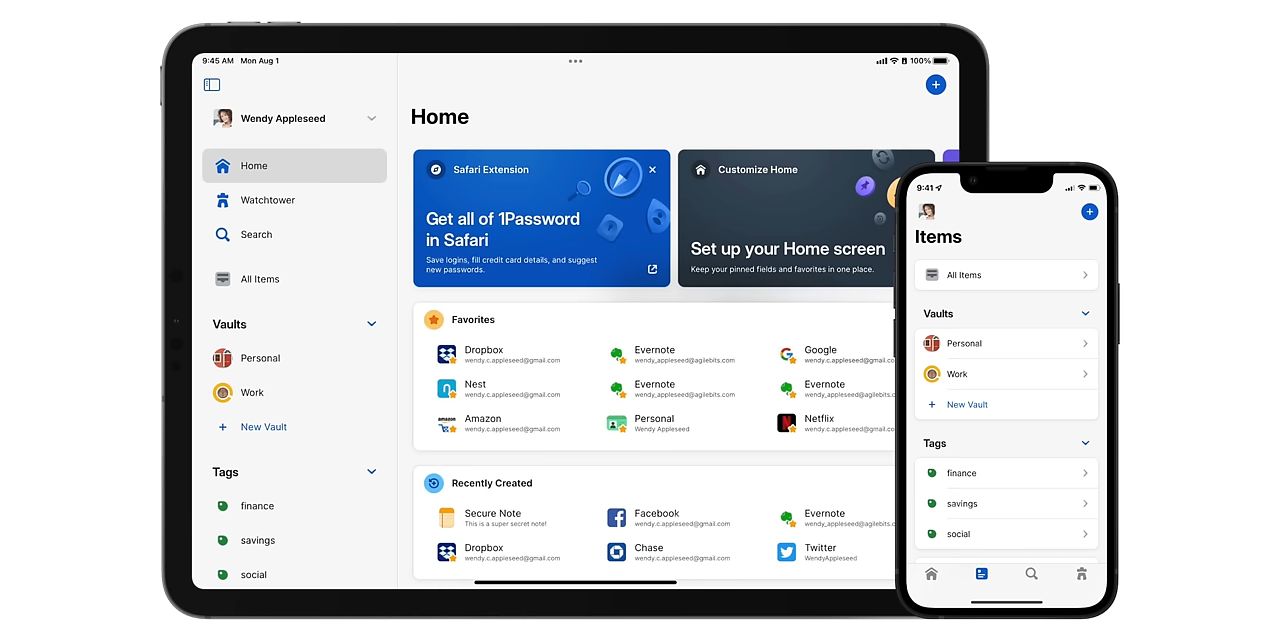 9:45 AM Mon Aug 1
100%
Wendy Appleseed
Home
Watchtower
Search
All Items
Vaults
Personal
Work
+ New Vault
Tags
finance
savings
social
Home
Safari Extension
Get all of 1Password
in Safari
Save logins, fill credit card details, and suggest
new passwords.
Customize Home
Set up your Home screen
Keep your pinned fields and favorites in one place.
Favorites
Dropbox
wendy.c.appleseed@gmail.com
Evernote
wendy_appleseed@agilebits.com
Google
wendy.c.appleseed@gmail.co
Nest
wendy.c.appleseed@gmail.com
Evernote
wendy_appleseed@agilebits.com
Evernote
wendy_appleseed@agilebits.c
amazon
Amazon
wendy.c.appleseed@gmail.com
Personal
Wendy Appleseed
Netflix
wendy.c.appleseed@gmail.co
Recently Created
Secure Note
This is a super secret note!
Facebook
wendy.c.appleseed@gmail.com
Evernote
wendy_appleseed@agilebits.c
Dropbox
wendy.c.appleseed@gmail.com
Chase
wendy.c.appleseed@gmail.com
Twitter
WendyAppleseed
9:41
Items
All Items
Vaults
Personal
Work
+ New Vault
Tags
finance
savings
social